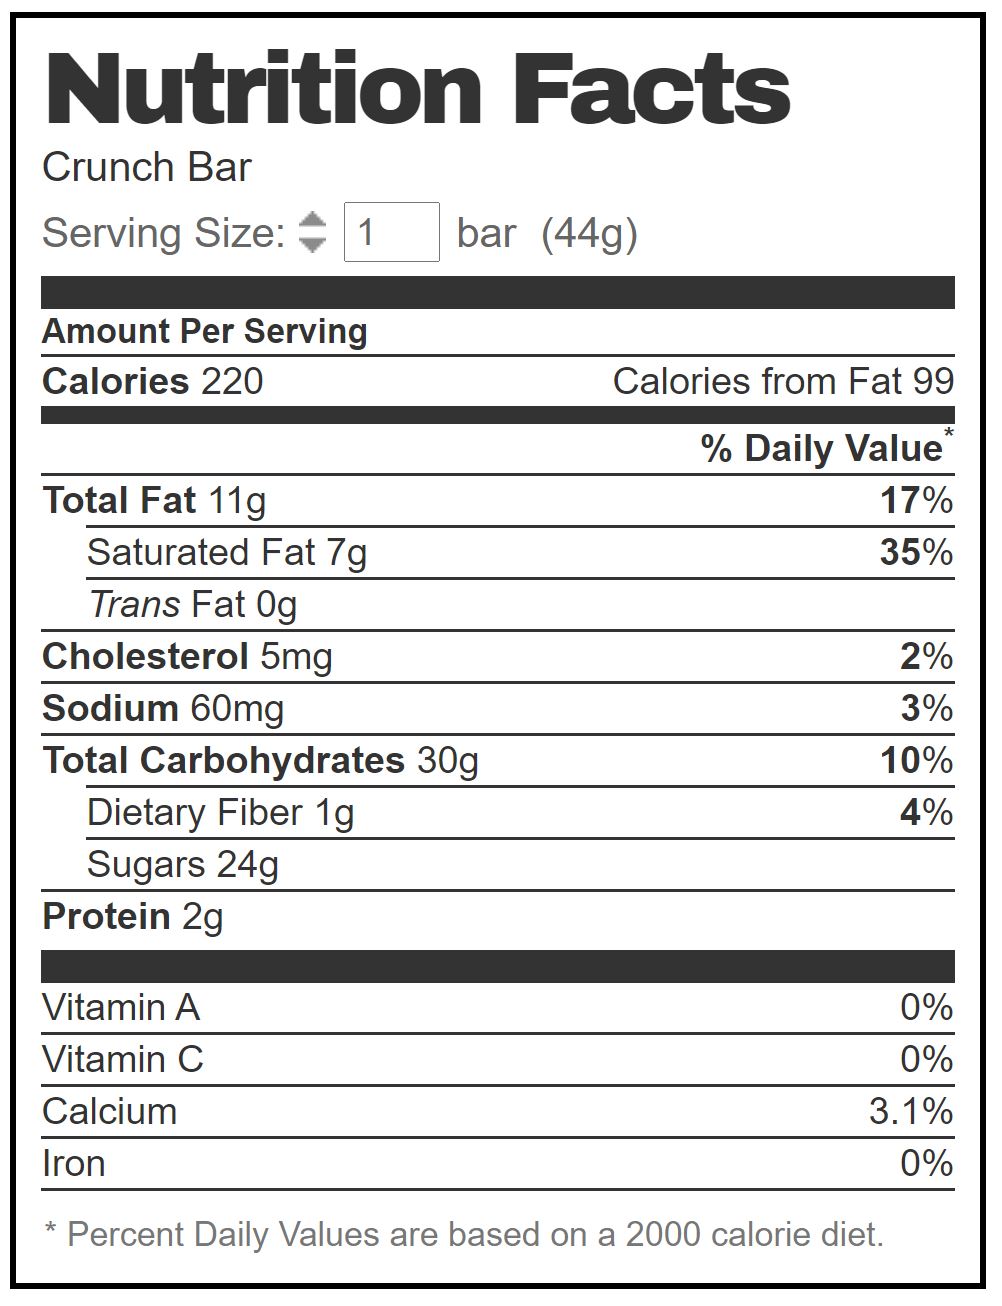 Nutrition Facts
Crunch Bar
Serving Size: 1 bar (44g)
Amount Per Serving
Calories 220 Calories from Fat 99
% Daily Value*
Total Fat 11g 17%
Saturated Fat 7g 35%
Trans Fat 0g
Cholesterol 5mg 2%
Sodium 60mg 3%
Total Carbohydrates 30g 10%
Dietary Fiber 1g 4%
Sugars 24g
Protein 2g
Vitamin A 0%
Vitamin C 0%
Calcium 3.1%
Iron 0%
* Percent Daily Values are based on a 2000 calorie diet.